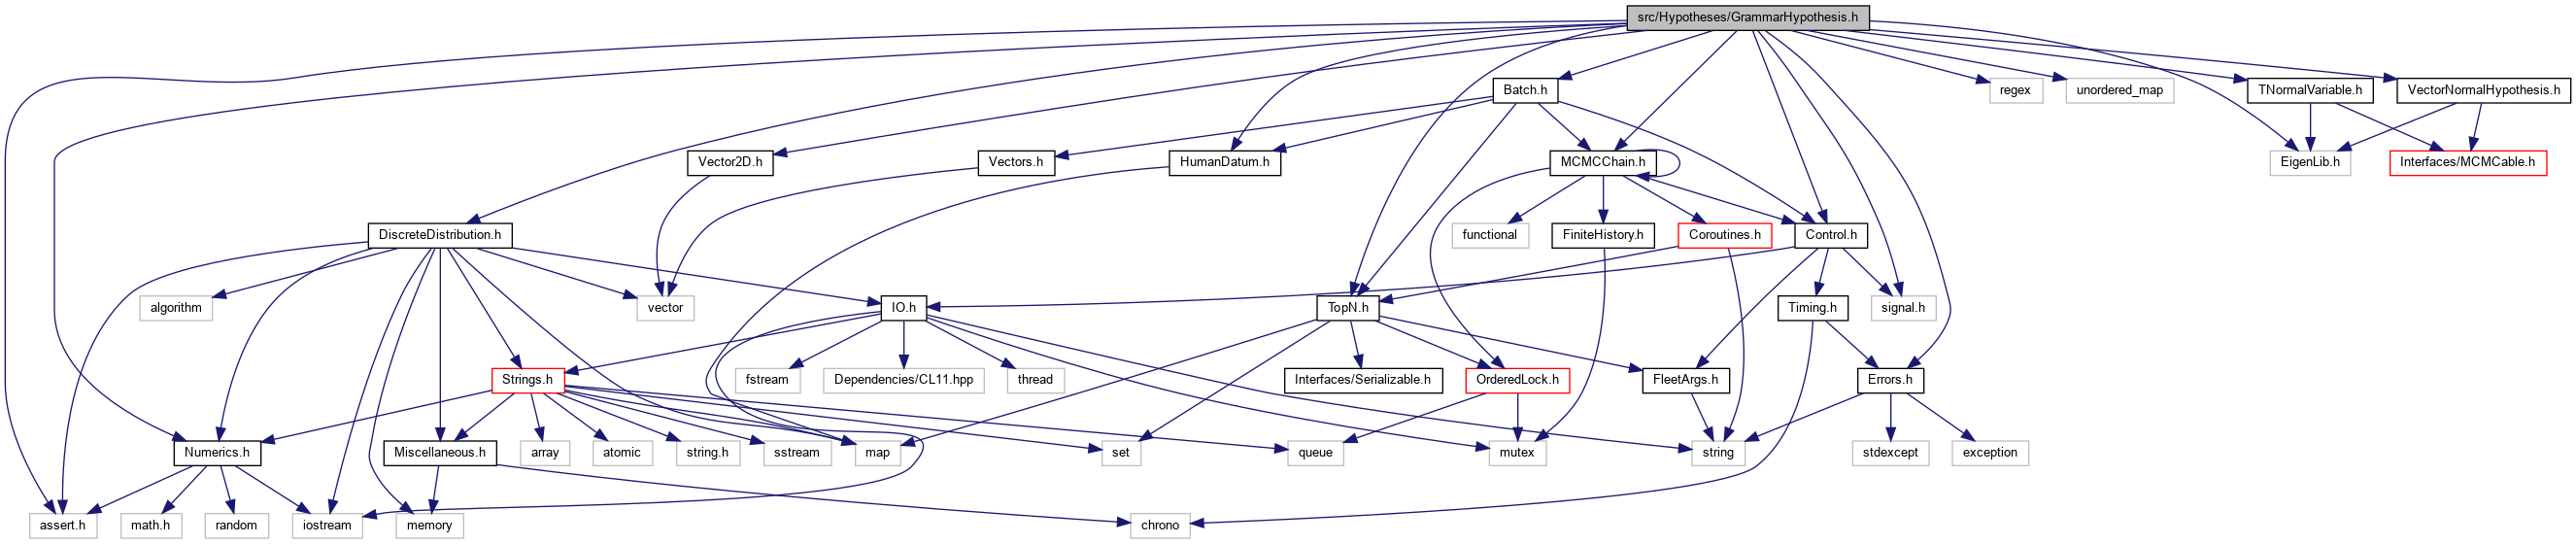 src/Hypotheses/GrammarHypothesis.h
Batch.h
regex
unordered_map
TNormalVariable.h
VectorNormalHypothesis.h
Vector2D.h
Vectors.h
HumanDatum.h
MCMCChain.h
EigenLib.h
Interfaces/MCMCable.h
DiscreteDistribution.h
functional
FiniteHistory.h
Coroutines.h
Control.h
algorithm
vector
IO.h
TopN.h
Timing.h
signal.h
Strings.h
fstream
Dependencies/CL11.hpp
thread
Interfaces/Serializable.h
OrderedLock.h
FleetArgs.h
Errors.h
Numerics.h
Miscellaneous.h
array
atomic
string.h
sstream
map
set
queue
mutex
string
stdexcept
exception
assert.h
math.h
random
iostream
memory
chrono